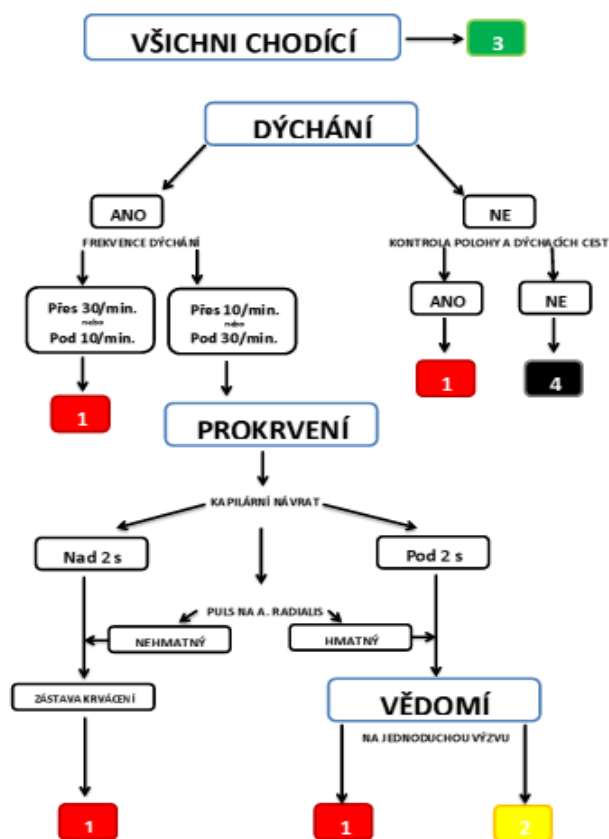 VŠICHNI CHODÍCÍ
3
DÝCHÁNÍ
ANO
NE
FREKVENCE DÝCHÁNÍ
KONTROLA POLOHY A DÝCHACÍCH CEST
Přes 30/min.
nebo
Pod 10/min.
Přes 10/min.
nebo
Pod 30/min.
ANO
NE
1
1
4
PROKRVENÍ
KAPILÁRNÍ NÁVRAT
Nad 2 s
Pod 2 s
PULS NA A. RADIALIS
NEHMATNÝ
HMATNÝ
ZÁSTAVA KRVÁCENÍ
VĚDOMÍ
NA JEDNODUCHOU VÝZVU
1
1
2